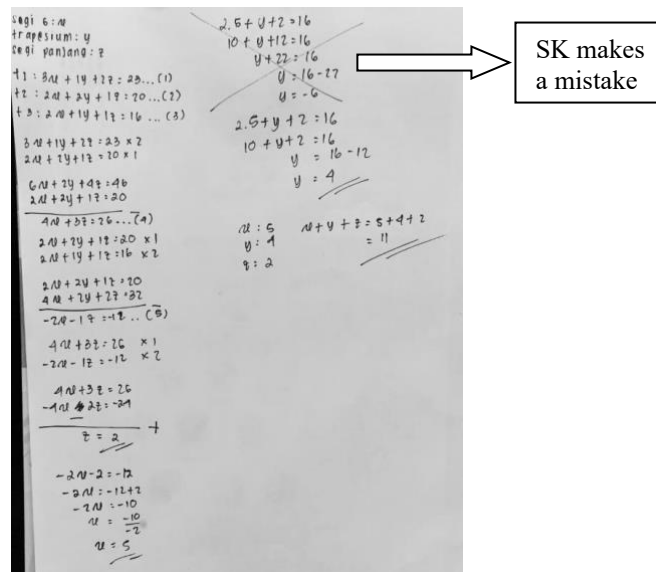 segi 6 : x
trapesium : y
segi panjang : z
t1 : 3x + 1y + 2z = 23...(1)
t2 : 2x + 2y + 1z = 20...(2)
t3 : 2x + 1y + 1z = 16 ... (3)
3x + 1y + 2z = 23 x 2
2x + 2y + 1z = 20 x 1
6x + 2y + 4z = 46
2x + 2y + 1z = 20
4x + 3z = 26 ... (4)
2x + 2y + 1z = 20 x 1
2x + 1y + 1z = 16 x 2
2x + 2y + 1z = 20
4x + 2y + 2z = 32
-2x - 1z = -12 .. (5)
4x + 3z = 26 x 1
-2x - 1z = -12 x 2
4x + 3z = 26
-4x - 2z = -24
+
z = 2
-2x - 2 = -12
-2x = -12 + 2
-2x = -10
x = -10
-2
x = 5
2.5 + y + 2 = 16
10 + y + 12 = 16
y + 22 = 16
y = 16 - 22
y = -6
2.5 + y + 2 = 16
10 + y + 2 = 16
y = 16 - 12
y = 4
x : 5
y : 4
z : 2
x + y + z = 5 + 4 + 2
= 11
SK makes
a mistake